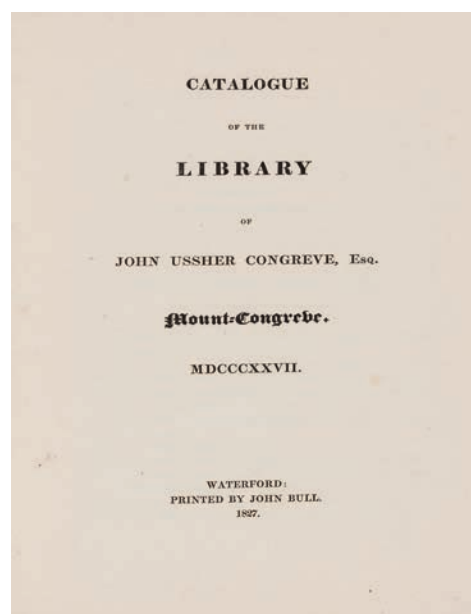 CATALOGUE
OF THE
LIBRARY
OF
JOHN USSHER CONGREVE, Esq.
Mount-Congreve.
MDCCCXXVII.
WATERFORD:
PRINTED BY JOHN BULL.
1827.